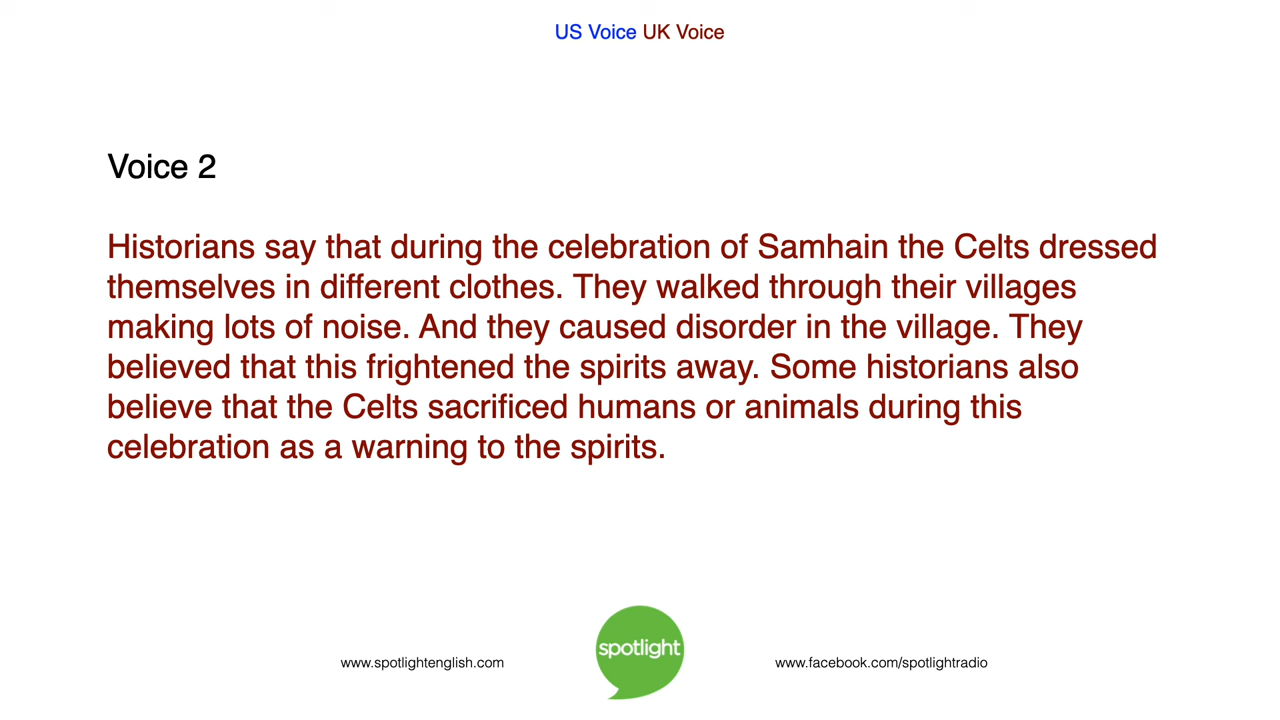 US Voice UK Voice
Voice 2
Historians say that during the celebration of Samhain the Celts dressed
themselves in different clothes. They walked through their villages
making lots of noise. And they caused disorder in the village. They
believed that this frightened the spirits away. Some historians also
believe that the Celts sacrificed humans or animals during this
celebration as a warning to the spirits.
spotlight
www.spotlightenglish.com
www.facebook.com/spotlightradio